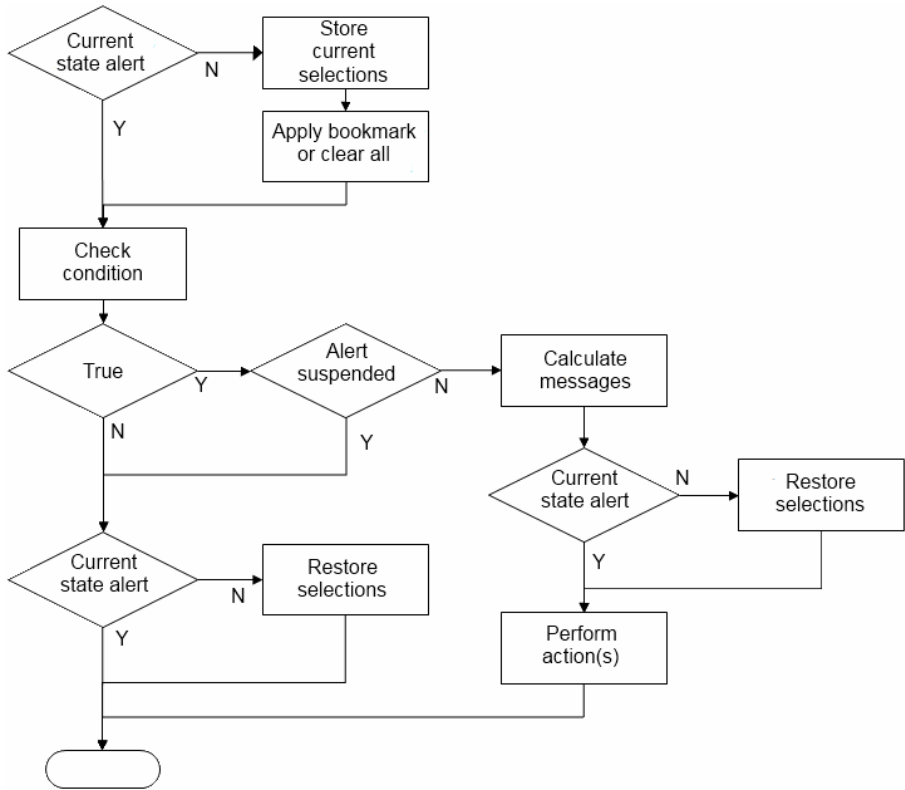 Current
state alert
N
Store
current
selections
Y
Apply bookmark
or clear all
Check
condition
True
Y
Alert
suspended
N
Calculate
messages
N
Y
Current
state alert
N
Restore
selections
Current
state alert
N
Restore
selections
Y
Y
Perform
action(s)